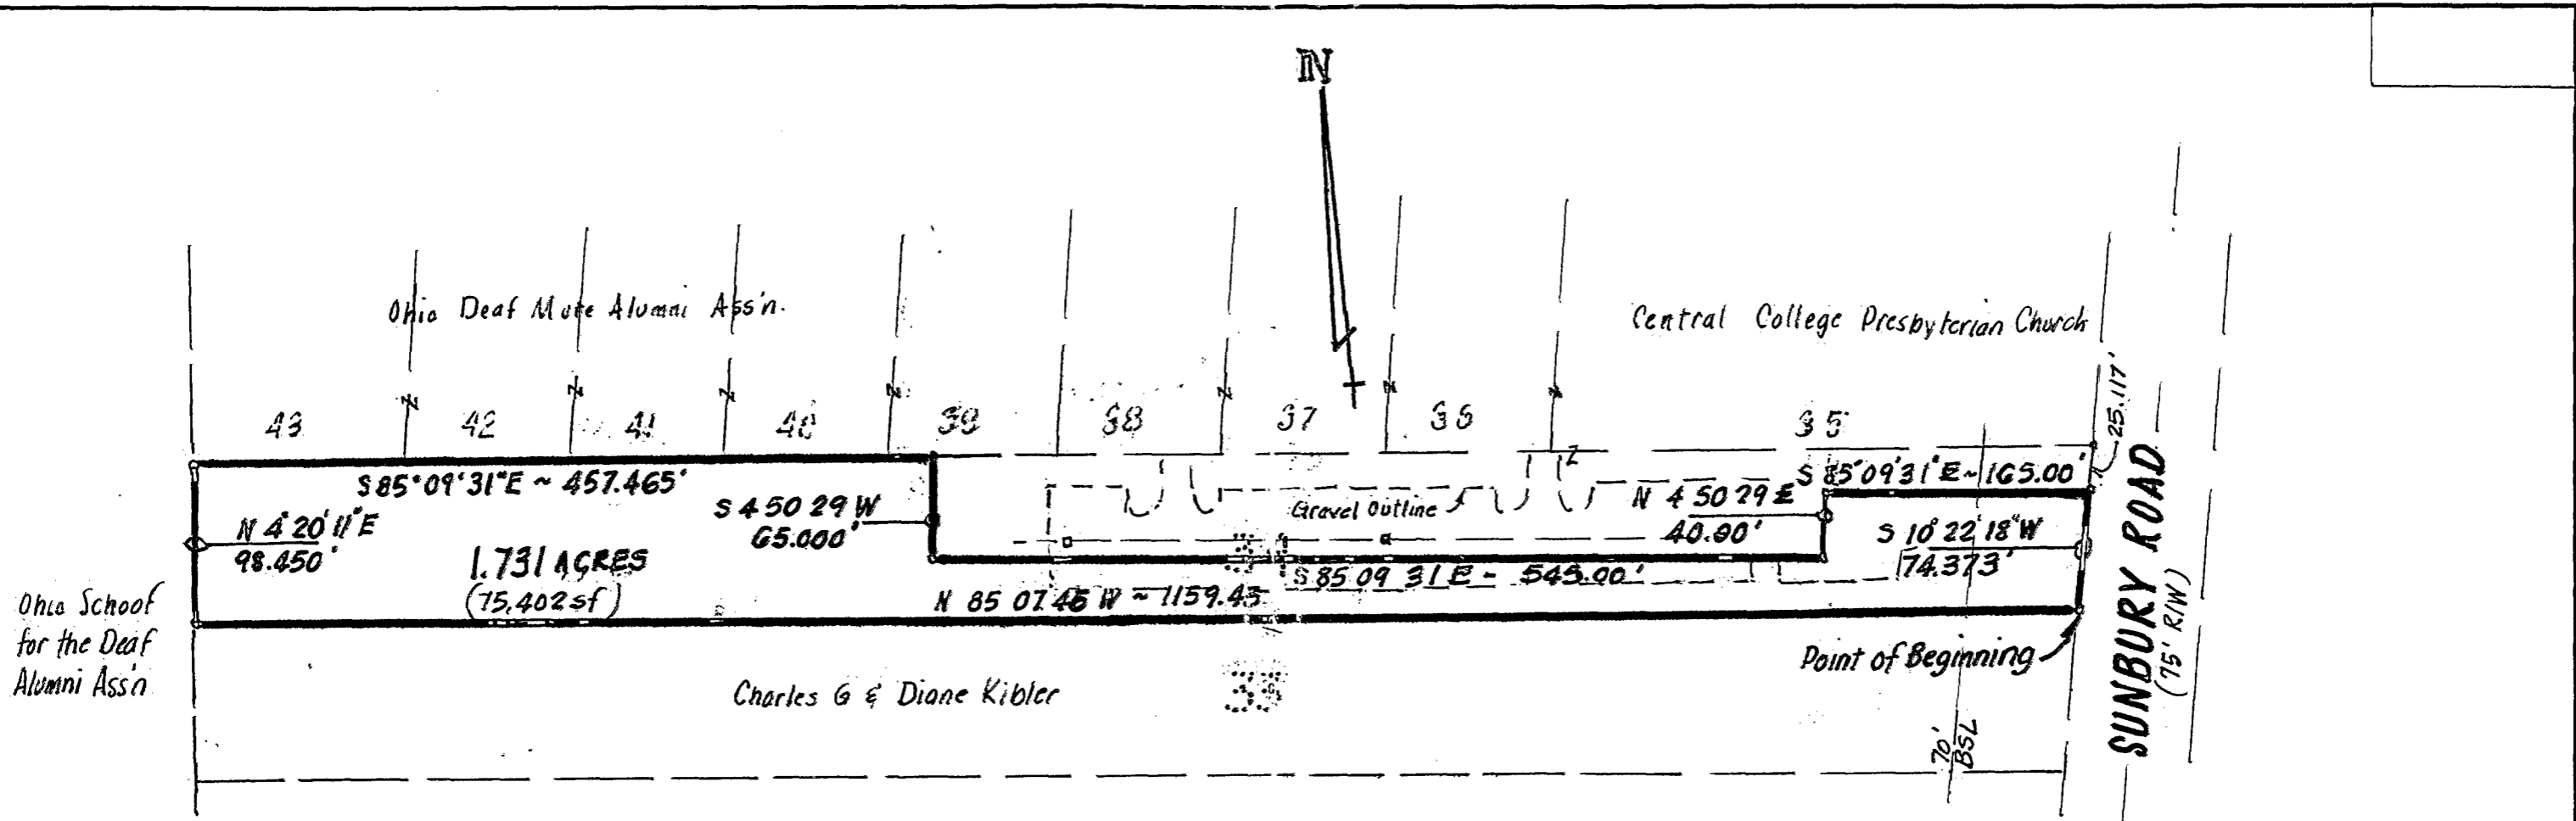 N
Ohio Deaf Mute Alumni Ass'n.
Central College Presbyterian Church
25.117'
43 42 41 40 39 38 37 36 35
S 85°09'31"E ~ 457.465'
S 85°09'31"E ~ 165.00'
N 4°20'11"E
98.450'
S 4 50 29 W
65.000'
Gravel Outline
N 4 50 29 E
40.00'
S 10°22'18"W
74.373'
1.731 ACRES
(75,402 sf)
S 85 09 31 E -
N 85 07 46 W ~ 1159.45
Ohio School
for the Deaf
Alumni Ass'n
Charles G & Diane Kibler
Point of Beginning
70'
BSL
SUNBURY ROAD
(75' R/W)